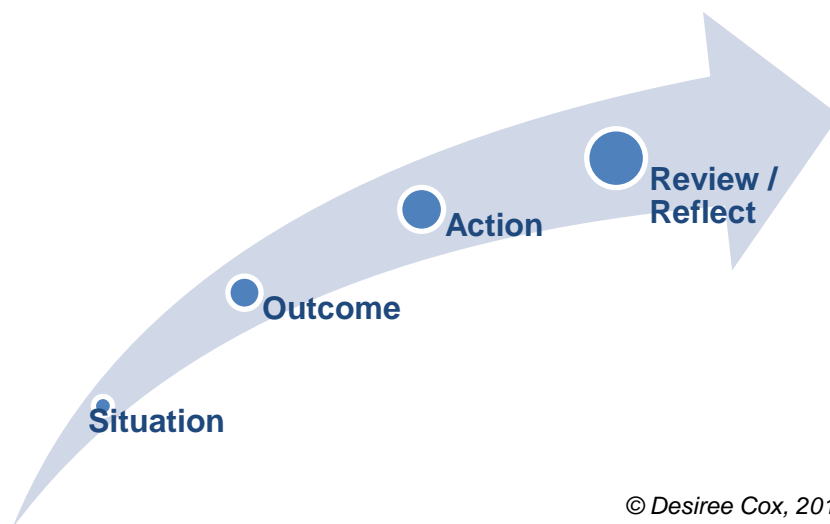 Review /
Reflect
Action
Outcome
Situation
© Desiree Cox, 201